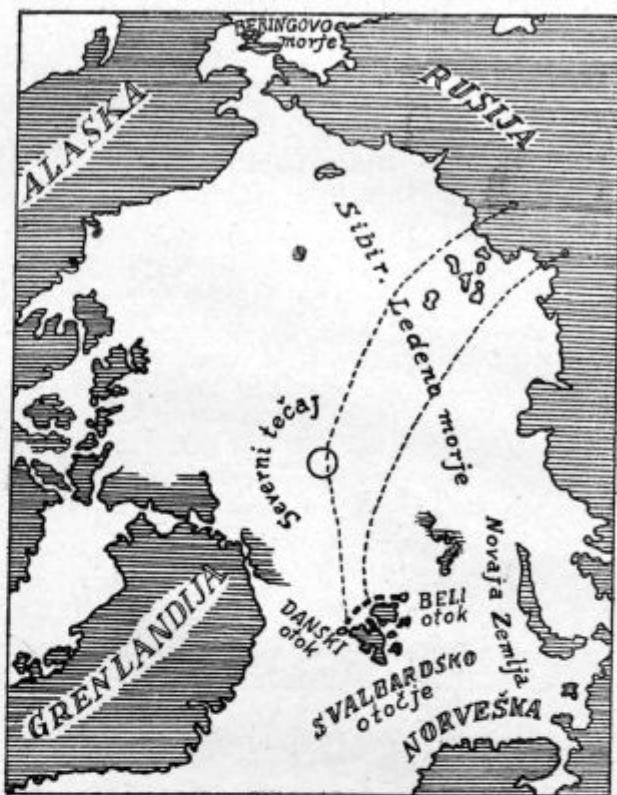 BERINGOVO
morje
ALASKA
RUSIJA
Sibir. Ledeno morje
Severni tečaj
Novaja Zemlja
BELI
otok
DANSKI
otok
GRENLANDIJA
SVALBARDSKO
otočje
NORVEŠKA